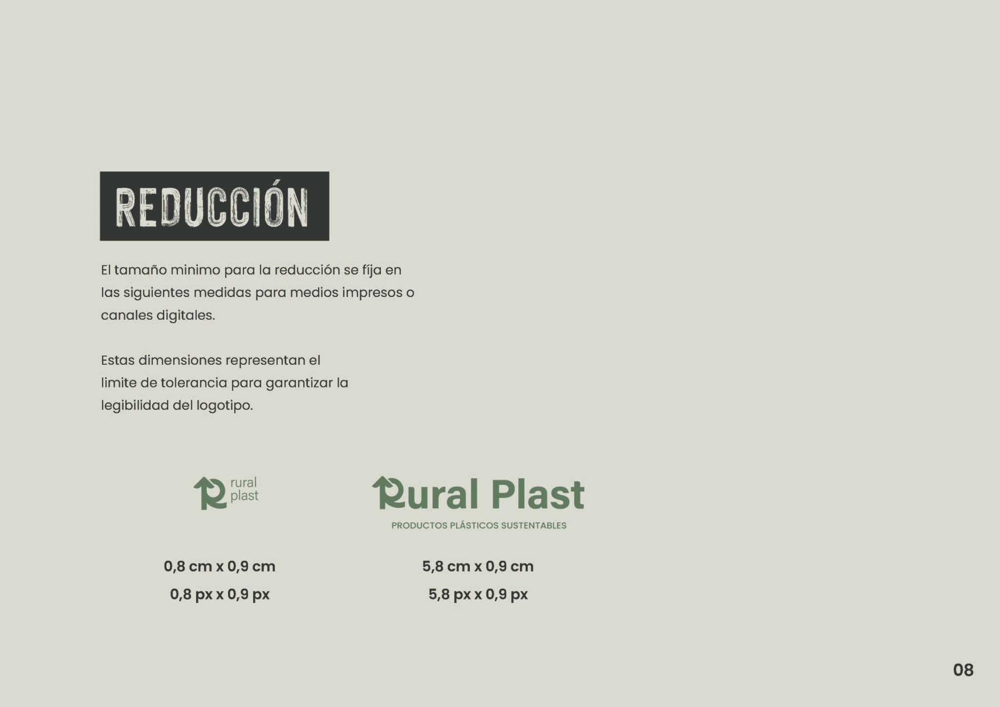 REDUCCIÓN
El tamaño minimo para la reducción se fíja en
las siguientes medidas para medios impresos o
canales digitales.
Estas dimensiones representan el
limite de tolerancia para garantizar la
legibilidad del logotipo.
rural
plast
Rural Plast
PRODUCTOS PLÁSTICOS SUSTENTABLES
0,8 cm x 0,9 cm
0,8 px x 0,9 px
5,8 cm x 0,9 cm
5,8 px x 0,9 px
08